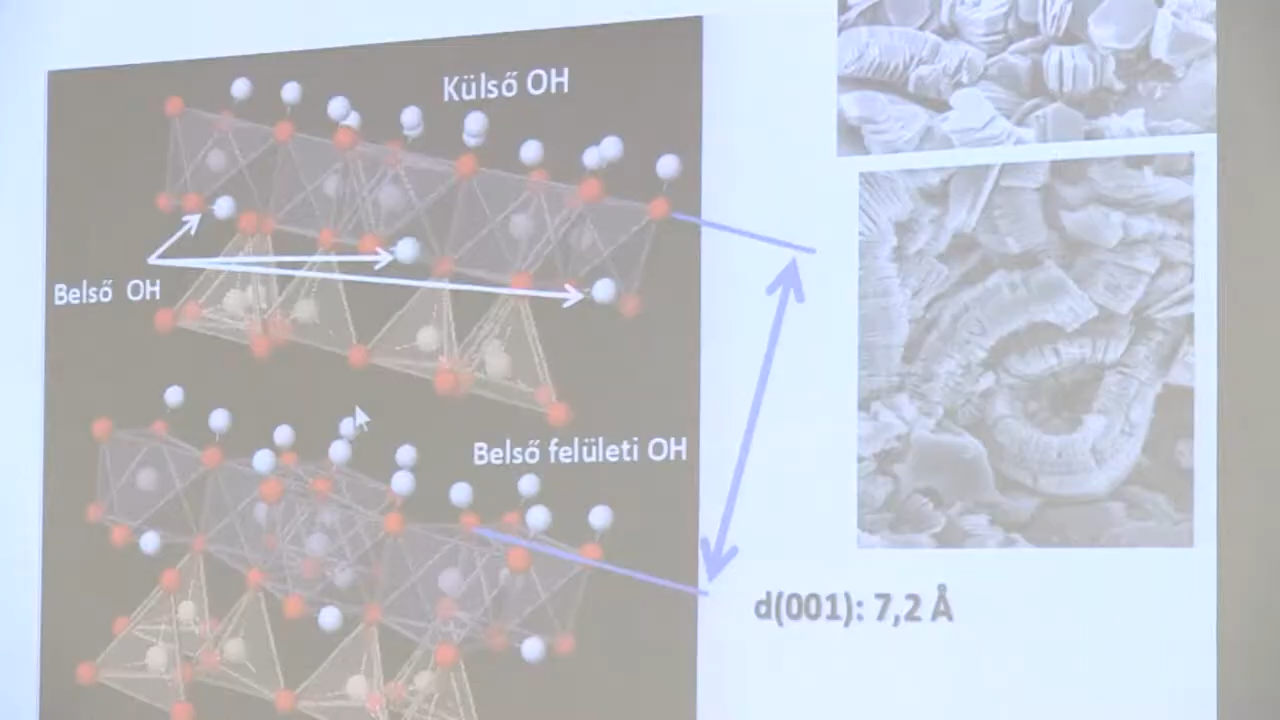 Külső OH
Belső OH
Belső felületi OH
d(001): 7,2 Å